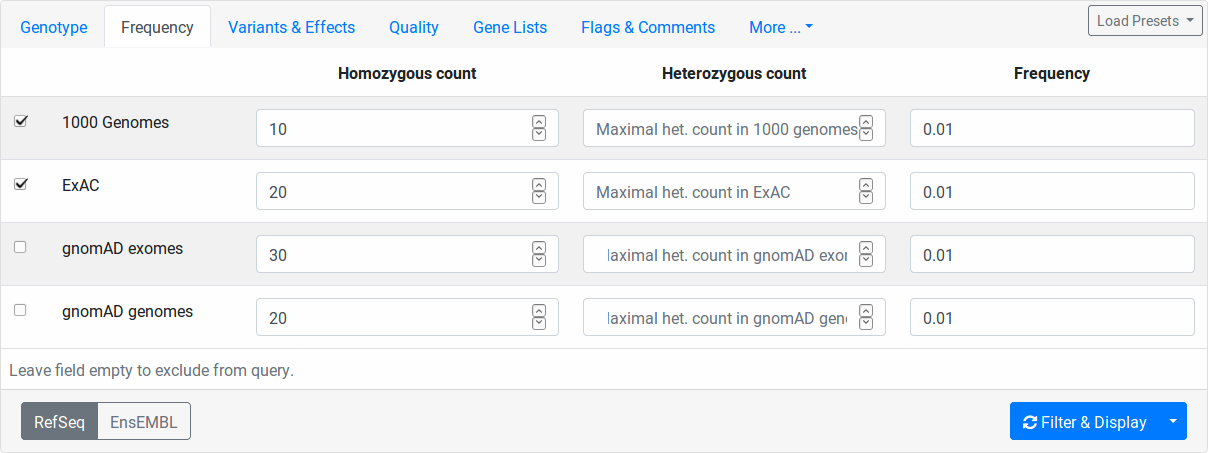 Genotype Frequency Variants & Effects Quality Gene Lists Flags & Comments More ... Load Presets
Homozygous count Heterozygous count Frequency
1000 Genomes 10 Maximal het. count in 1000 genomes 0.01
ExAC 20 Maximal het. count in ExAC 0.01
gnomAD exomes 30 laximal het. count in gnomAD exor 0.01
gnomAD genomes 20 laximal het. count in gnomAD gen 0.01
Leave field empty to exclude from query.
RefSeq EnsEMBL Filter & Display